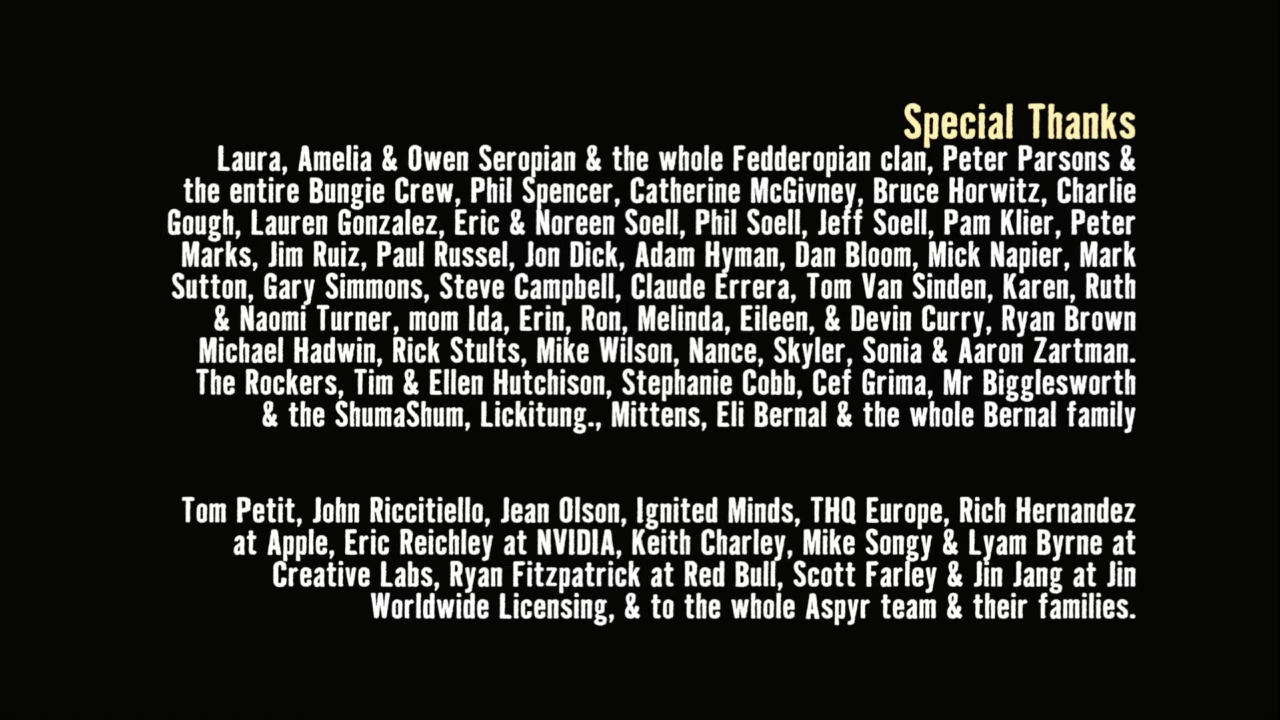 Special Thanks
Laura, Amelia & Owen Seropian & the whole Fedderopian clan, Peter Parsons &
the entire Bungie Crew, Phil Spencer, Catherine McGivney, Bruce Horwitz, Charlie
Gough, Lauren Gonzalez, Eric & Noreen Soell, Phil Soell, Jeff Soell, Pam Klier, Peter
Marks, Jim Ruiz, Paul Russel, Jon Dick, Adam Hyman, Dan Bloom, Mick Napier, Mark
Sutton, Gary Simmons, Steve Campbell, Claude Errera, Tom Van Sinden, Karen, Ruth
& Naomi Turner, mom Ida, Erin, Ron, Melinda, Eileen, & Devin Curry, Ryan Brown
Michael Hadwin, Rick Stults, Mike Wilson, Nance, Skyler, Sonia & Aaron Zartman.
The Rockers, Tim & Ellen Hutchison, Stephanie Cobb, Cef Grima, Mr Bigglesworth
& the ShumaShum, Lickitung., Mittens, Eli Bernal & the whole Bernal family
Tom Petit, John Riccitiello, Jean Olson, Ignited Minds, THQ Europe, Rich Hernandez
at Apple, Eric Reichley at NVIDIA, Keith Charley, Mike Songy & Lyam Byrne at
Creative Labs, Ryan Fitzpatrick at Red Bull, Scott Farley & Jin Jang at Jin
Worldwide Licensing, & to the whole Aspyr team & their families.